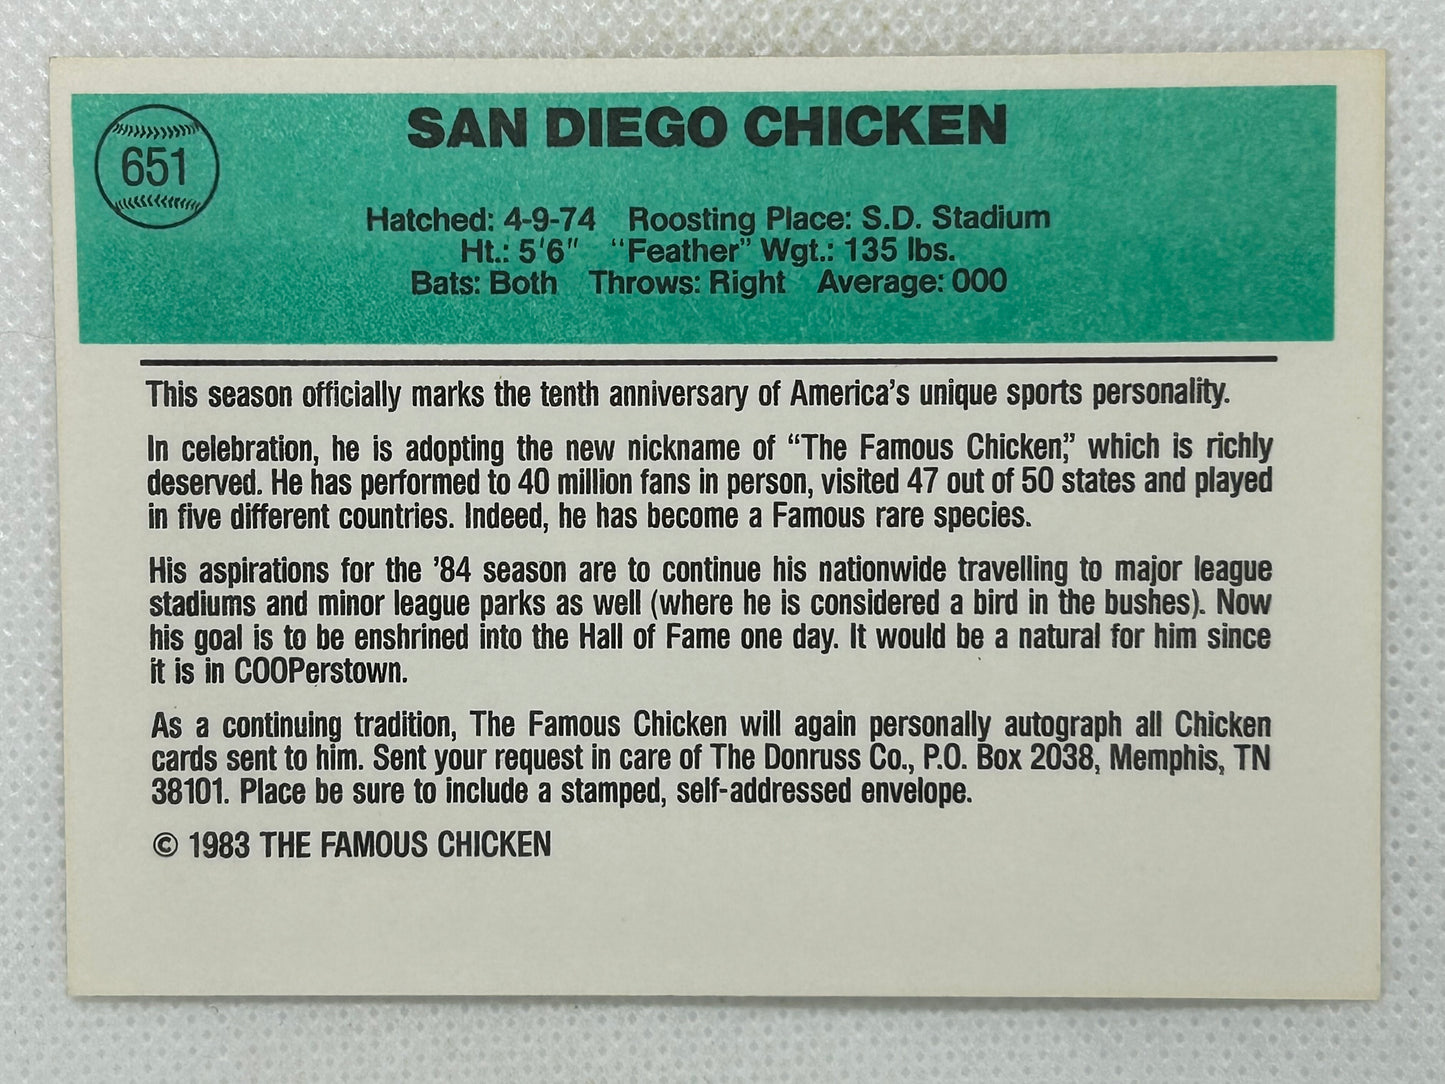 651
SAN DIEGO CHICKEN
Hatched: 4-9-74 Roosting Place: S.D. Stadium
Ht.: 5'6" "Feather" Wgt.: 135 lbs.
Bats: Both Throws: Right Average: 000
This season officially marks the tenth anniversary of America's unique sports personality.
In celebration, he is adopting the new nickname of “The Famous Chicken,” which is richly
deserved. He has performed to 40 million fans in person, visited 47 out of 50 states and played
in five different countries. Indeed, he has become a Famous rare species.
His aspirations for the '84 season are to continue his nationwide travelling to major league
stadiums and minor league parks as well (where he is considered a bird in the bushes). Now
his goal is to be enshrined into the Hall of Fame one day. It would be a natural for him since
it is in COOPerstown.
As a continuing tradition, The Famous Chicken will again personally autograph all Chicken
cards sent to him. Sent your request in care of The Donruss Co., P.O. Box 2038, Memphis, TN
38101. Place be sure to include a stamped, self-addressed envelope.
© 1983 THE FAMOUS CHICKEN